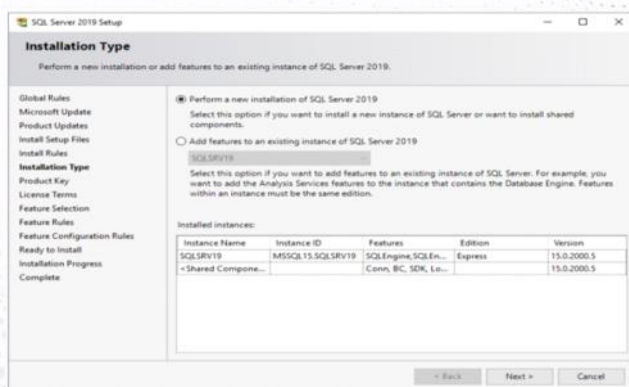 SQL Server 2019 Setup
Installation Type
Perform a new installation or add features to an existing instance of SQL Server 2019.
Global Rules
Microsoft Update
Product Updates
Install Setup Files
Install Rules
Installation Type
Product Key
License Terms
Feature Selection
Feature Rules
Feature Configuration Rules
Ready to Install
Installation Progress
Complete
Perform a new installation of SQL Server 2019
Select this option if you want to install a new instance of SQL Server or want to install shared
components.
Add features to an existing instance of SQL Server 2019
SQLSRV19
Select this option if you want to add features to an existing instance of SQL Server. For example, you
want to add the Analysis Services features to the instance that contains the Database Engine. Features
within an instance must be the same edition.
Installed instances:
Instance Name Instance ID Features Edition Version
SQLSRV19 MSSQL15.SQLSRV19 SQLEngine,SQLEn... Express 15.0.2000.5
<Shared Compone... Conn, BC, SDK, Lo... 15.0.2000.5
< Back Next > Cancel